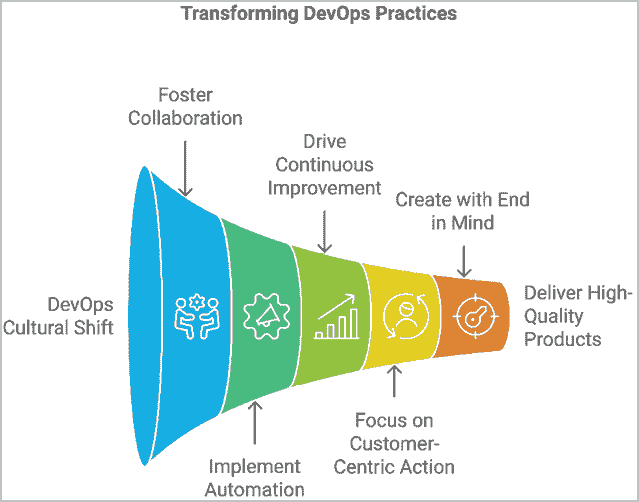 Transforming DevOps Practices
Foster
Collaboration
Drive
Continuous
Improvement
Create with End
in Mind
DevOps
Cultural Shift
Deliver High-
Quality
Products
Implement
Automation
Focus on
Customer-
Centric Action